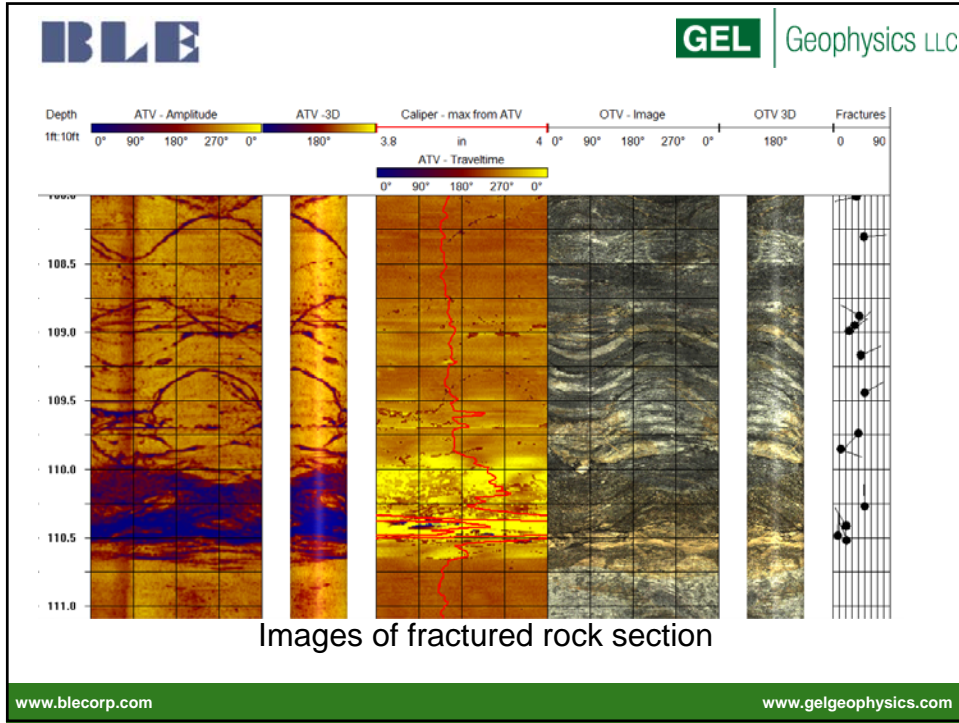 BLE
GEL Geophysics LLC
Depth ATV - Amplitude ATV -3D Caliper - max from ATV OTV - Image OTV 3D Fractures
1ft:10ft 0° 90° 180° 270° 0° 180° 3.8 in 4 0° 90° 180° 270° 0° 180° 0 90
ATV - Traveltime
0° 90° 180° 270° 0°
108.5
109.0
109.5
110.0
110.5
111.0
Images of fractured rock section
www.blecorp.com www.gelgeophysics.com